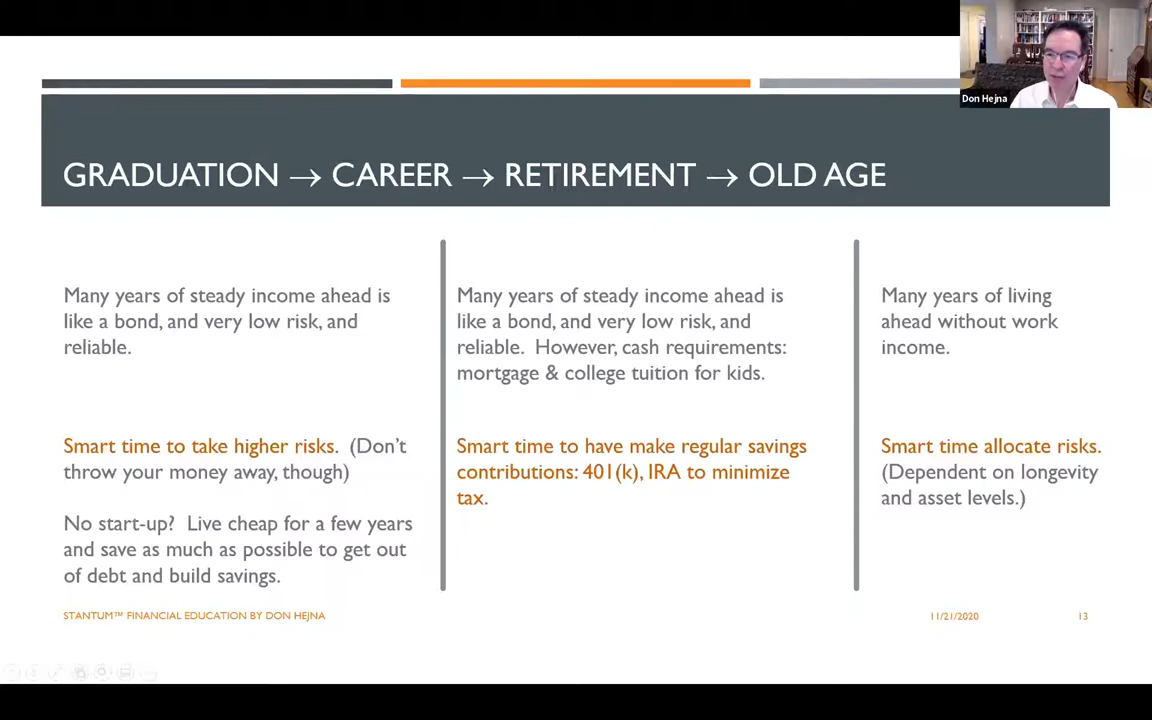 Don Hejna
GRADUATION → CAREER → RETIREMENT → OLD AGE
Many years of steady income ahead is
like a bond, and very low risk, and
reliable.
Smart time to take higher risks. (Don't
throw your money away, though)
No start-up? Live cheap for a few years
and save as much as possible to get out
of debt and build savings.
Many years of steady income ahead is
like a bond, and very low risk, and
reliable. However, cash requirements:
mortgage & college tuition for kids.
Smart time to have make regular savings
contributions: 401(k), IRA to minimize
tax.
Many years of living
ahead without work
income.
Smart time allocate risks.
(Dependent on longevity
and asset levels.)
STANTUM™ FINANCIAL EDUCATION BY DON HEJNA
11/21/2020
13